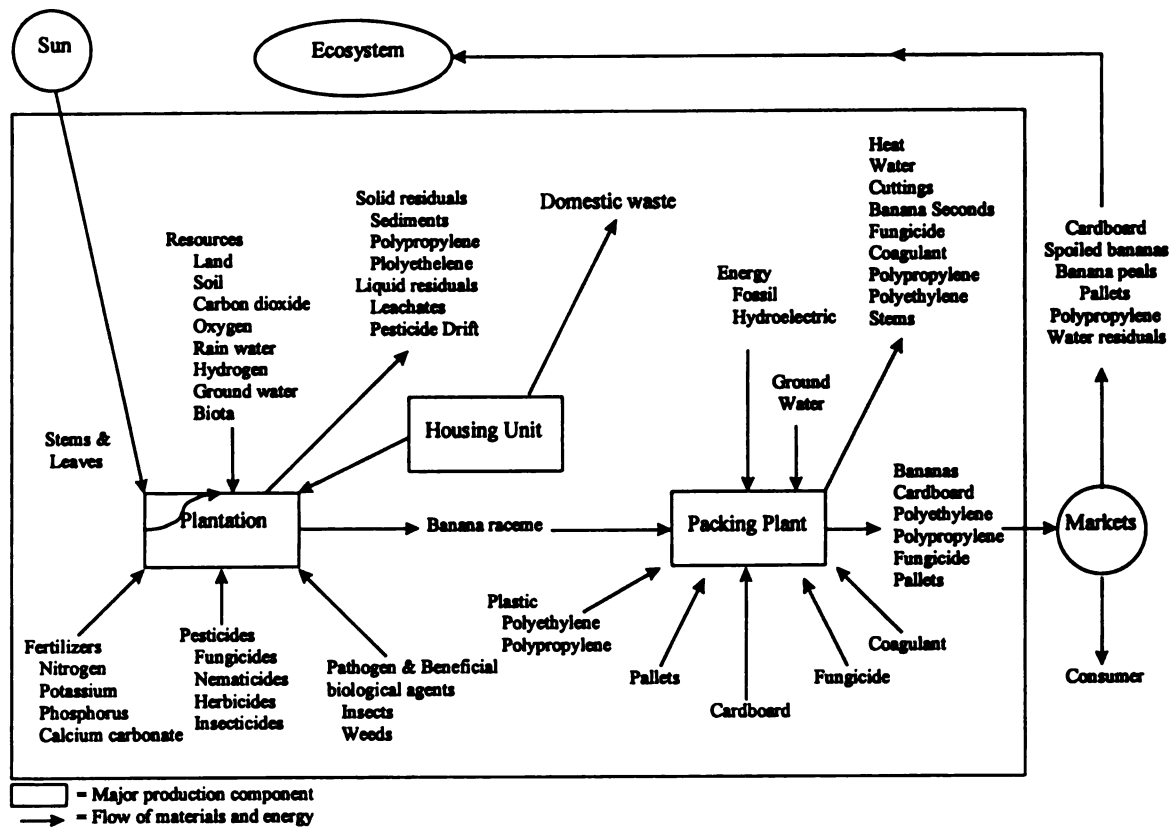 Sun
Ecosystem
Heat
Water
Cuttings
Banana Seconds
Fungicide
Coagulant
Polypropylene
Polyethylene
Stems
Solid residuals
Sediments
Polypropylene
Plolyethelene
Liquid residuals
Leachates
Pesticide Drift
Domestic waste
Resources
Land
Soil
Carbon dioxide
Oxygen
Rain water
Hydrogen
Ground water
Biota
Energy
Fossil
Hydroelectric
Cardboard
Spoiled bananas
Banana peals
Pallets
Polypropylene
Water residuals
Ground
Water
Stems &
Leaves
Housing Unit
Plantation
Banana raceme
Packing Plant
Bananas
Cardboard
Polyethylene
Polypropylene
Fungicide
Pallets
Markets
Fertilizers
Nitrogen
Potassium
Phosphorus
Calcium carbonate
Pesticides
Fungicides
Nematicides
Herbicides
Insecticides
Pathogen & Beneficial
biological agents
Insects
Weeds
Plastic
Polyethylene
Polypropylene
Pallets
Cardboard
Fungicide
Coagulant
Consumer
= Major production component
= Flow of materials and energy